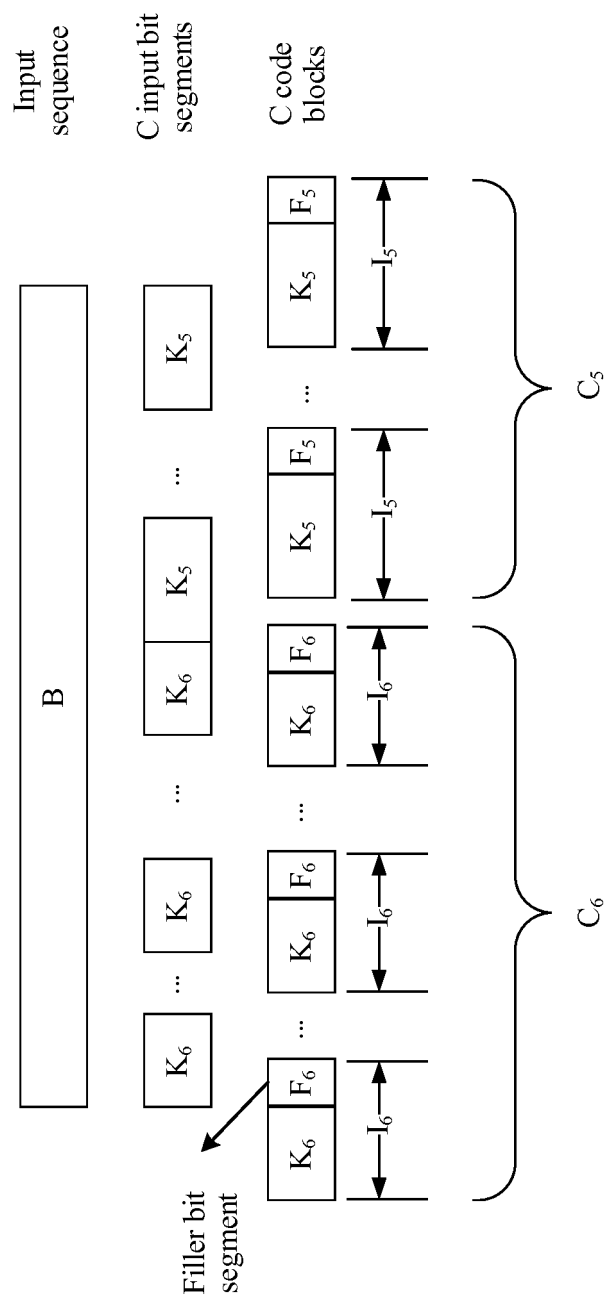 B
Input
sequence
K₆ ... K₆ ... K₆ K₅ ... K₅
C input bit
segments
Filler bit
segment
K₆ F₆ ... K₆ F₆ ... K₆ F₆ K₅ F₅ ... K₅ F₅
C code
blocks
I₆ I₆ I₆ I₅ I₅
C₆ C₅